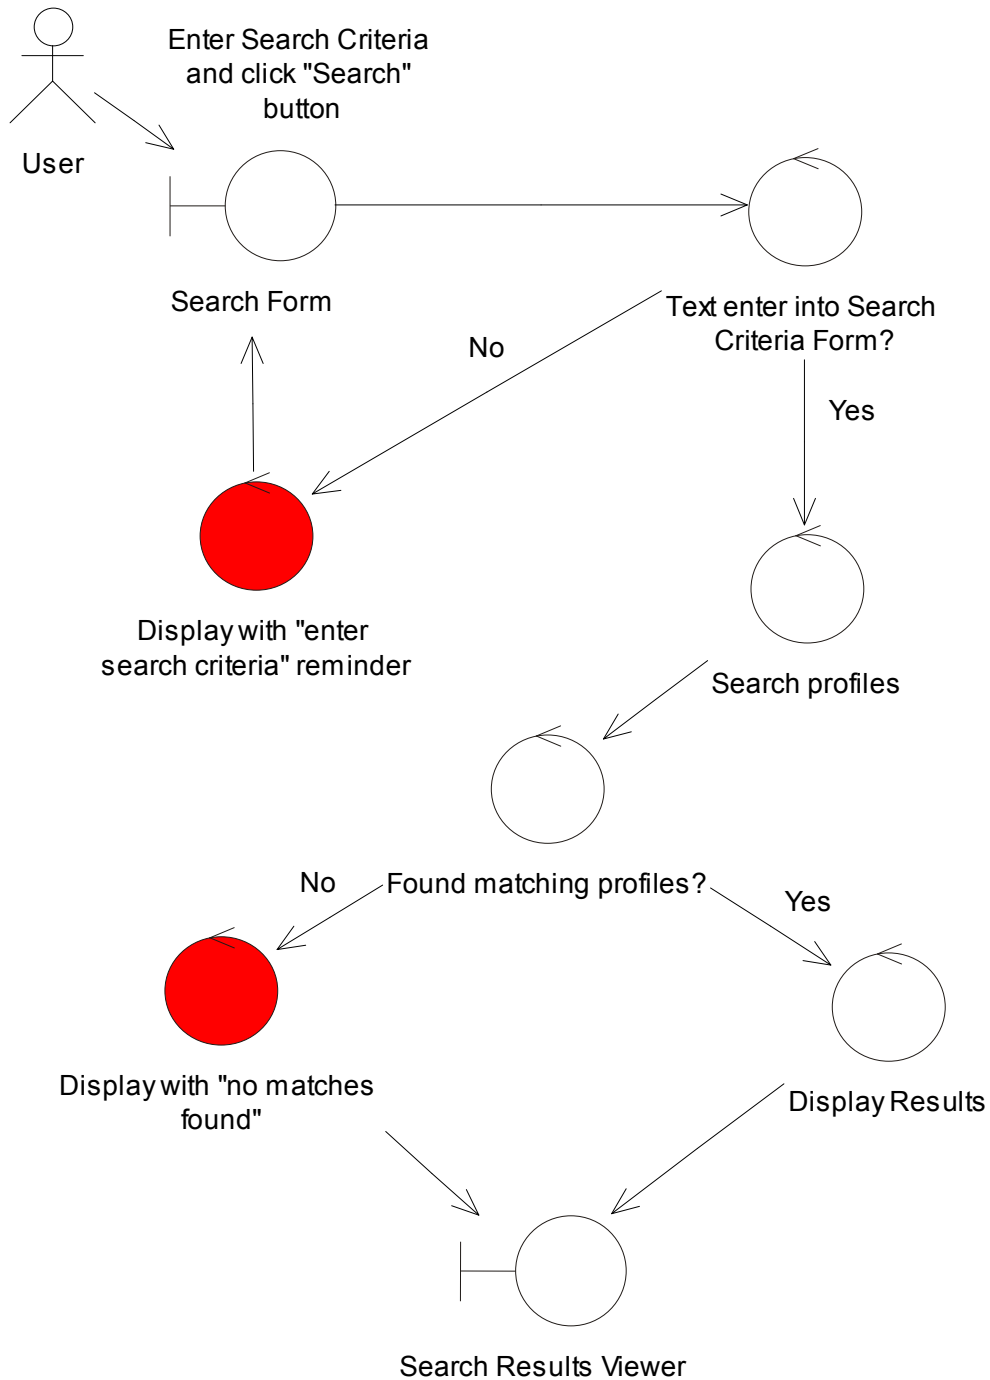 Enter Search Criteria
and click "Search"
button
User
Search Form
Text enter into Search
Criteria Form?
No
Yes
Display with "enter
search criteria" reminder
Search profiles
No
Found matching profiles?
Yes
Display with "no matches
found"
Display Results
Search Results Viewer